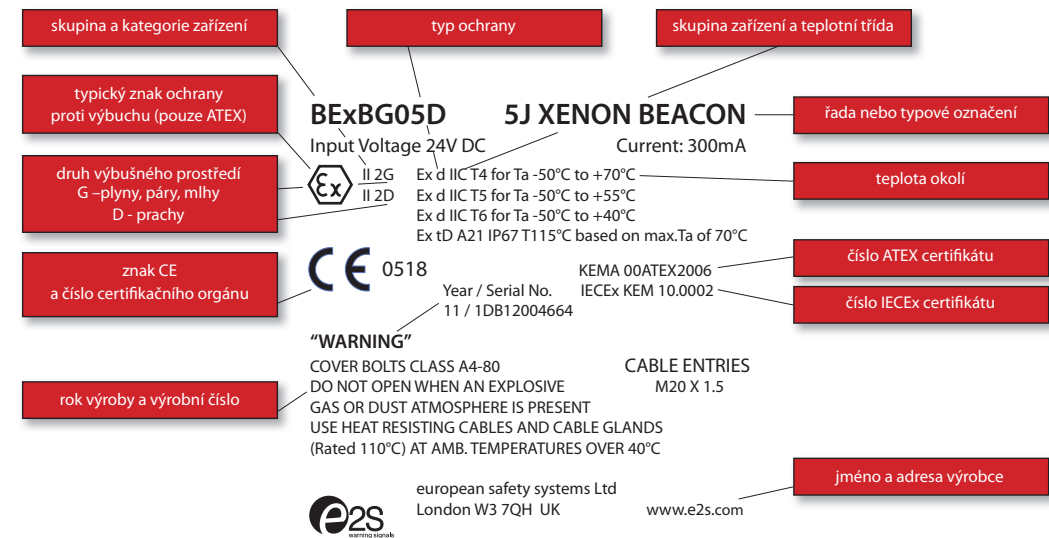 skupina a kategorie zařízení
typ ochrany
skupina zařízení a teplotní třída
typický znak ochrany
proti výbuchu (pouze ATEX)
BExBG05D 5J XENON BEACON
řada nebo typové označení
Input Voltage 24V DC Current: 300mA
druh výbušného prostředí
G –plyny, páry, mlhy
D - prachy
Ex
II 2G Ex d IIC T4 for Ta -50°C to +70°C
II 2D Ex d IIC T5 for Ta -50°C to +55°C
Ex d IIC T6 for Ta -50°C to +40°C
Ex tD A21 IP67 T115°C based on max.Ta of 70°C
teplota okolí
znak CE
a číslo certifikačního orgánu
CE 0518
KEMA 00ATEX2006
číslo ATEX certifikátu
Year / Serial No. IECEx KEM 10.0002
11 / 1DB12004664
číslo IECEx certifikátu
“WARNING”
COVER BOLTS CLASS A4-80
DO NOT OPEN WHEN AN EXPLOSIVE
GAS OR DUST ATMOSPHERE IS PRESENT
USE HEAT RESISTING CABLES AND CABLE GLANDS
(Rated 110°C) AT AMB. TEMPERATURES OVER 40°C
CABLE ENTRIES
M20 X 1.5
rok výroby a výrobní číslo
jméno a adresa výrobce
e2s
warning signals
european safety systems Ltd
London W3 7QH UK www.e2s.com